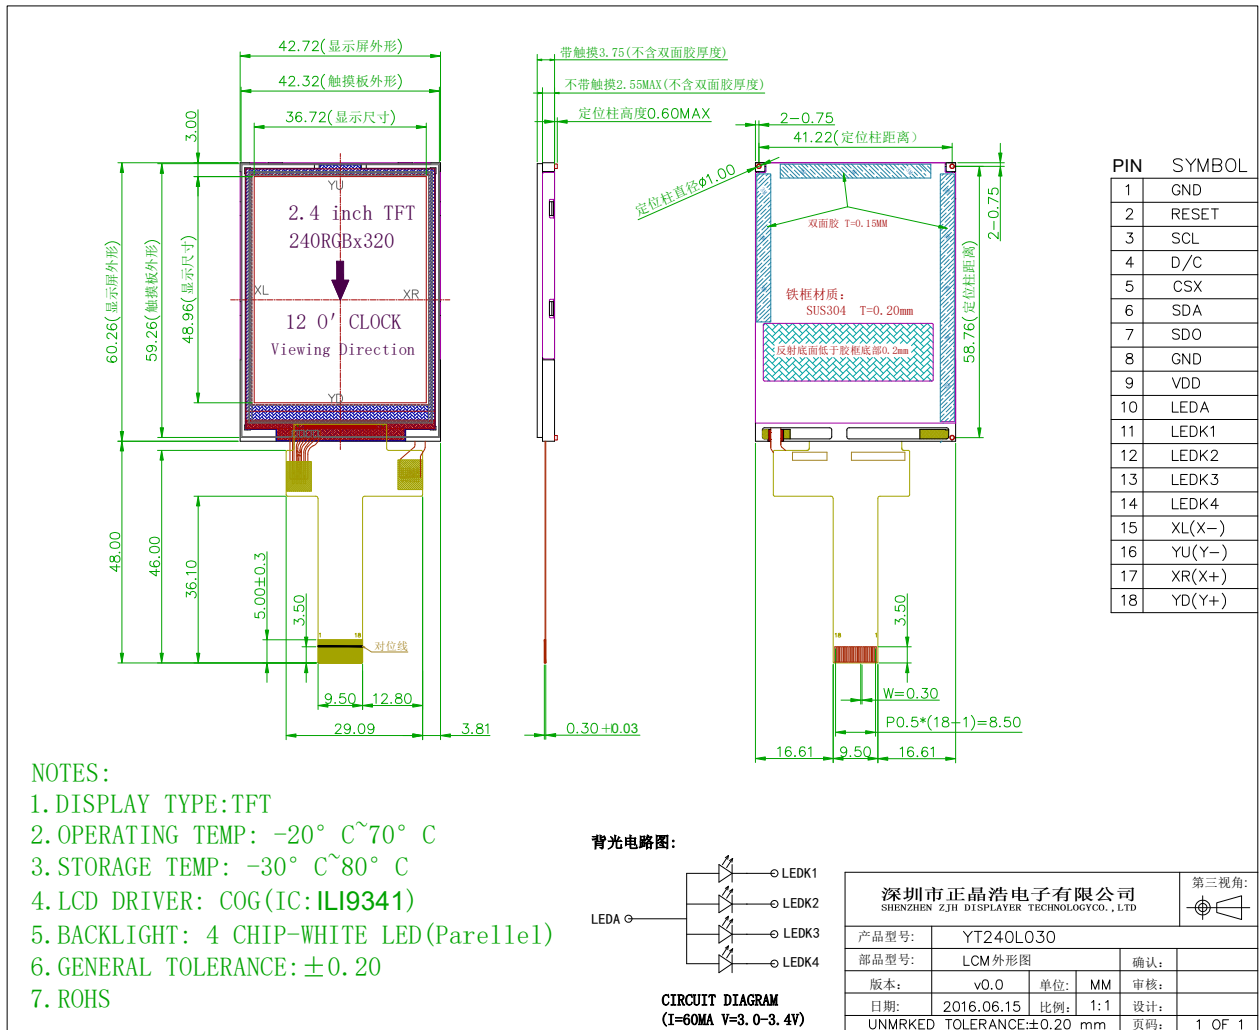 42.72(显示屏外形)
42.32(触摸板外形)
36.72(显示尺寸)
3.00
60.26(显示屏外形)
59.26(触摸板外形)
48.96(显示尺寸)
YU
2.4 inch TFT
240RGBx320
XL
XR
12 O' CLOCK
Viewing Direction
YD
48.00
46.00
36.10
5.00±0.3
3.50
1
18
对位线
9.50
12.80
29.09
3.81
带触摸3.75(不含双面胶厚度)
不带触摸2.55MAX(不含双面胶厚度)
定位柱高度0.60MAX
0.30+0.03
2-0.75
41.22(定位柱距离)
定位柱直径ø1.00
2-0.75
双面胶 T=0.15MM
铁框材质:
SUS304 T=0.20mm
反射底面低于胶框底部0.2mm
58.76(定位柱距离)
18
1
3.50
W=0.30
P0.5*(18-1)=8.50
16.61
9.50
16.61
PIN SYMBOL
1 GND
2 RESET
3 SCL
4 D/C
5 CSX
6 SDA
7 SDO
8 GND
9 VDD
10 LEDA
11 LEDK1
12 LEDK2
13 LEDK3
14 LEDK4
15 XL(X-)
16 YU(Y-)
17 XR(X+)
18 YD(Y+)
NOTES:
1.DISPLAY TYPE:TFT
2.OPERATING TEMP: -20° C~70° C
3.STORAGE TEMP: -30° C~80° C
4.LCD DRIVER: COG(IC:ILI9341)
5.BACKLIGHT: 4 CHIP-WHITE LED(Parellel)
6.GENERAL TOLERANCE:±0.20
7.ROHS
背光电路图:
LEDA
LEDK1
LEDK2
LEDK3
LEDK4
CIRCUIT DIAGRAM
(I=60MA V=3.0-3.4V)
深圳市正晶浩电子有限公司
SHENZHEN ZJH DISPLAYER TECHNOLOGYCO.,LTD
第三视角:
产品型号: YT240L030
部品型号: LCM外形图 确认:
版本: v0.0 单位: MM 审核:
日期: 2016.06.15 比例: 1:1 设计:
UNMRKED TOLERANCE:±0.20 mm 页码: 1 OF 1